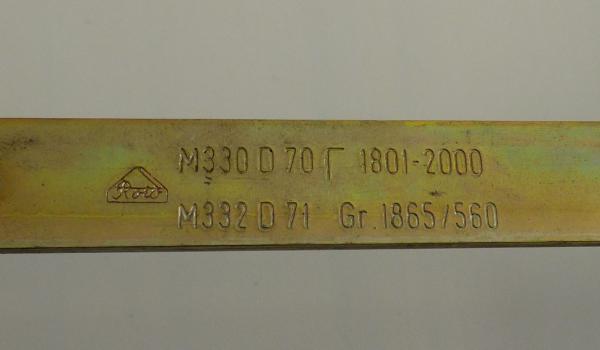 Roto
M330 D 70 Γ 1801-2000
M332 D 71 Gr. 1865/560